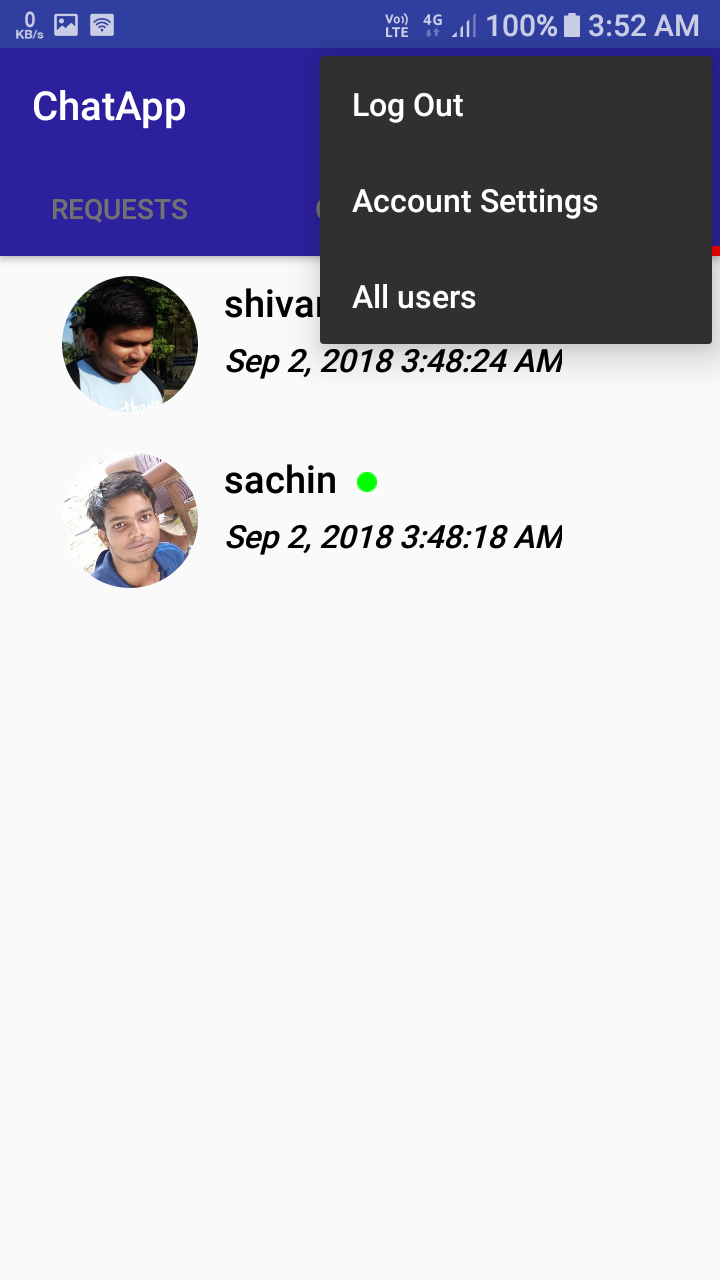 0
KB/s
Vo))
LTE
4G
100%
3:52 AM
ChatApp
Log Out
Account Settings
All users
REQUESTS
Sep 2, 2018 3:48:24 AM
sachin
Sep 2, 2018 3:48:18 AM